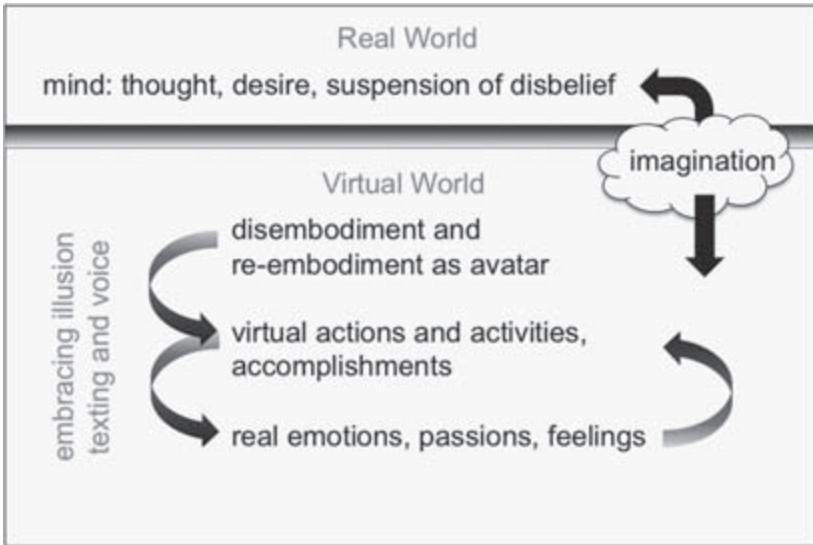 Real World
mind: thought, desire, suspension of disbelief
imagination
Virtual World
disembodiment and
re-embodiment as avatar
embracing illusion
texting and voice
virtual actions and activities,
accomplishments
real emotions, passions, feelings